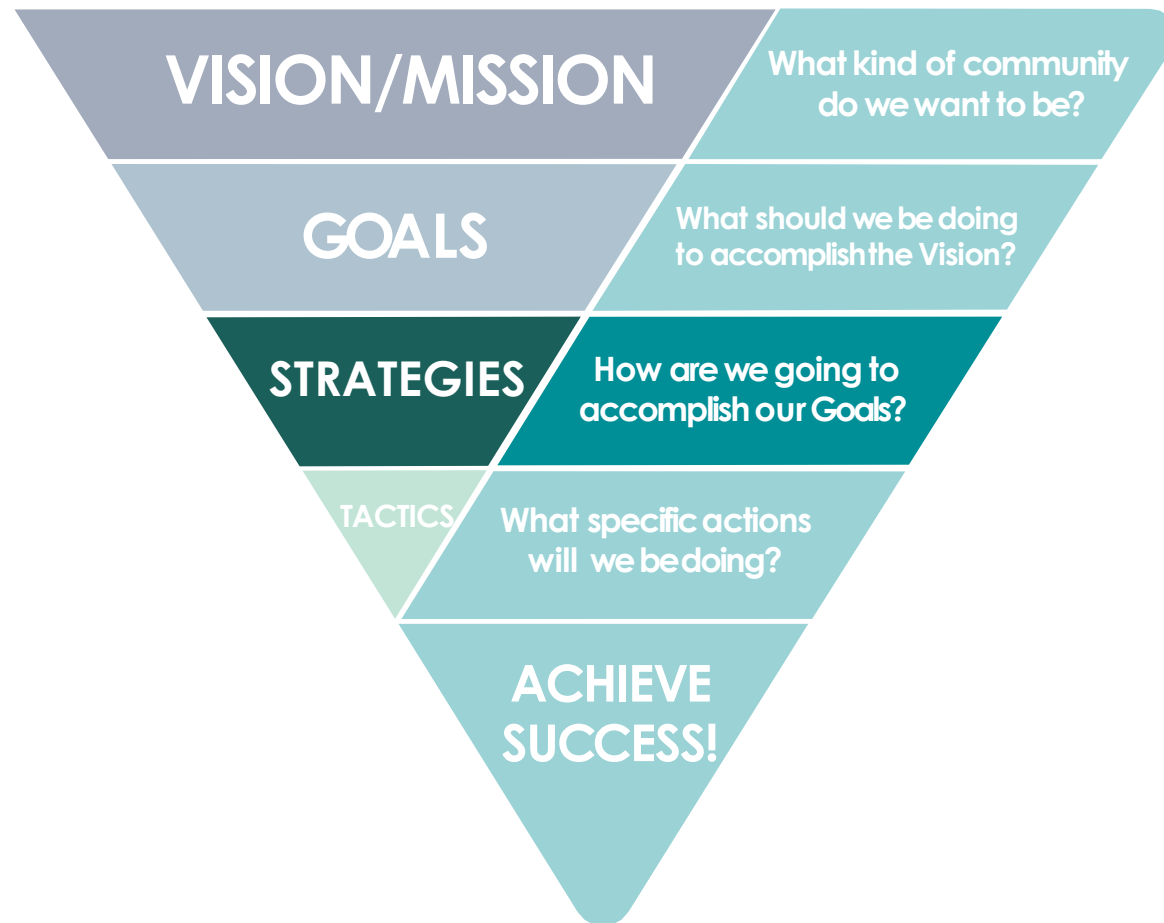 VISION/MISSION
What kind of community
do we want to be?
GOALS
What should we be doing
to accomplish the Vision?
STRATEGIES
How are we going to
accomplish our Goals?
TACTICS
What specific actions
will we be doing?
ACHIEVE
SUCCESS!